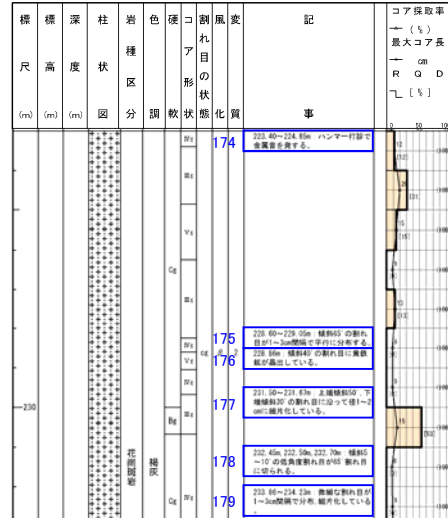 標尺
(m)
標高
(m)
深度
(m)
柱状図
岩種区分
色調
硬軟
コア形状
割れ目の状態
風化
変質
記事
コア採取率
(%)
最大コア長
cm
R Q D
[%]
0 50 100
174
223.40~224.85m ハンマー打診で
金属音を発する。
175
228.60~229.05m 傾斜65°の割れ
目が1~3cm間隔で平行に分布する。
176
228.86m 傾斜40°の割れ目に黄鉄
鉱が晶出している。
177
231.50~231.67m 上端傾斜50°、下
端傾斜30°の割れ目に沿って径1~2
cmに細片化している。
178
232.45m, 232.50m, 232.70m 傾斜5
~10°の低角度割れ目が65°割れ目
に切られる。
179
233.86~234.23m 微細な割れ目が
1~3cm間隔で分布、細片化している
。
230
Cg
Bg
Cg
cg
2
花崗斑岩
褐灰